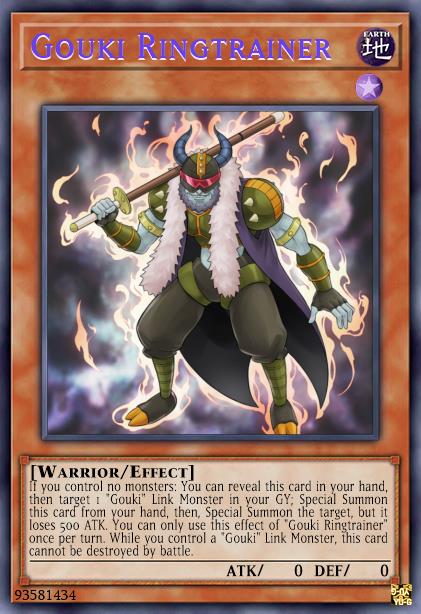 Gouki Ringtrainer
EARTH
地
[Warrior/Effect]
If you control no monsters: You can reveal this card in your hand,
then target 1 "Gouki" Link Monster in your GY; Special Summon
this card from your hand, then, Special Summon the target, but it
loses 500 ATK. You can only use this effect of "Gouki Ringtrainer"
once per turn. While you control a "Gouki" Link Monster, this card
cannot be destroyed by battle.
ATK/ 0 DEF/ 0
93581434